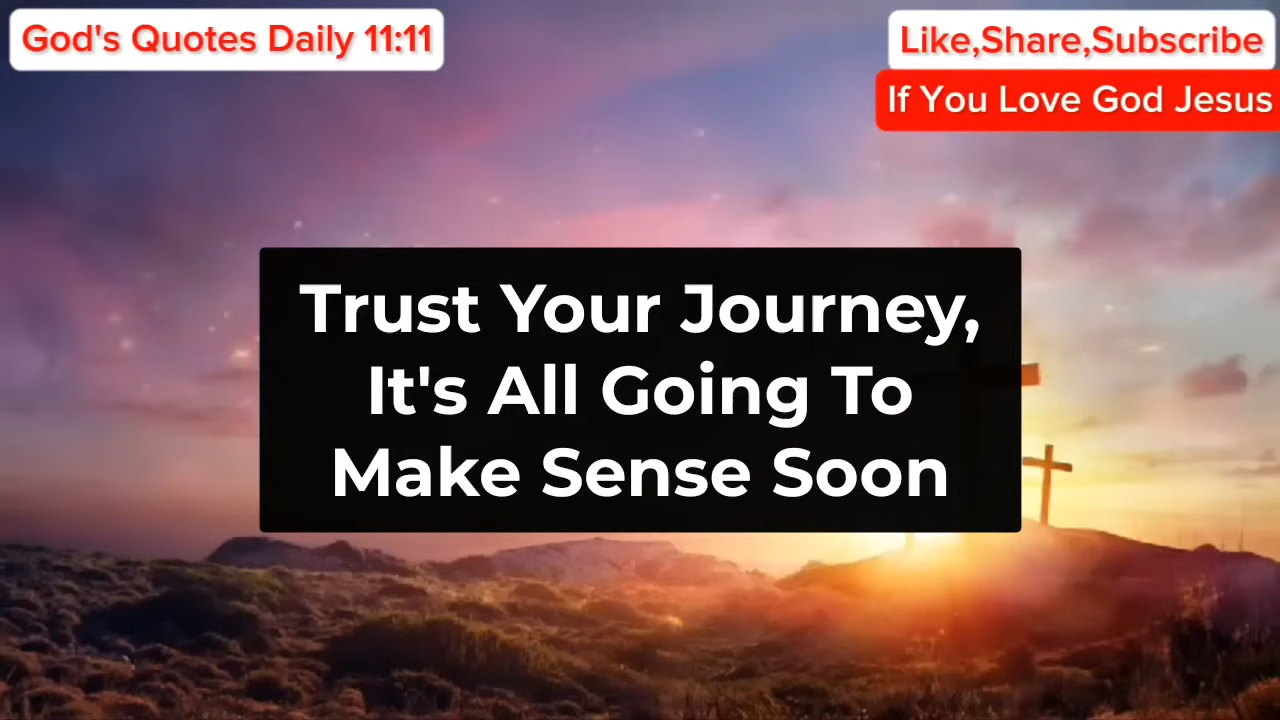 God's Quotes Daily 11:11
Like,Share,Subscribe
If You Love God Jesus
Trust Your Journey,
It's All Going To
Make Sense Soon